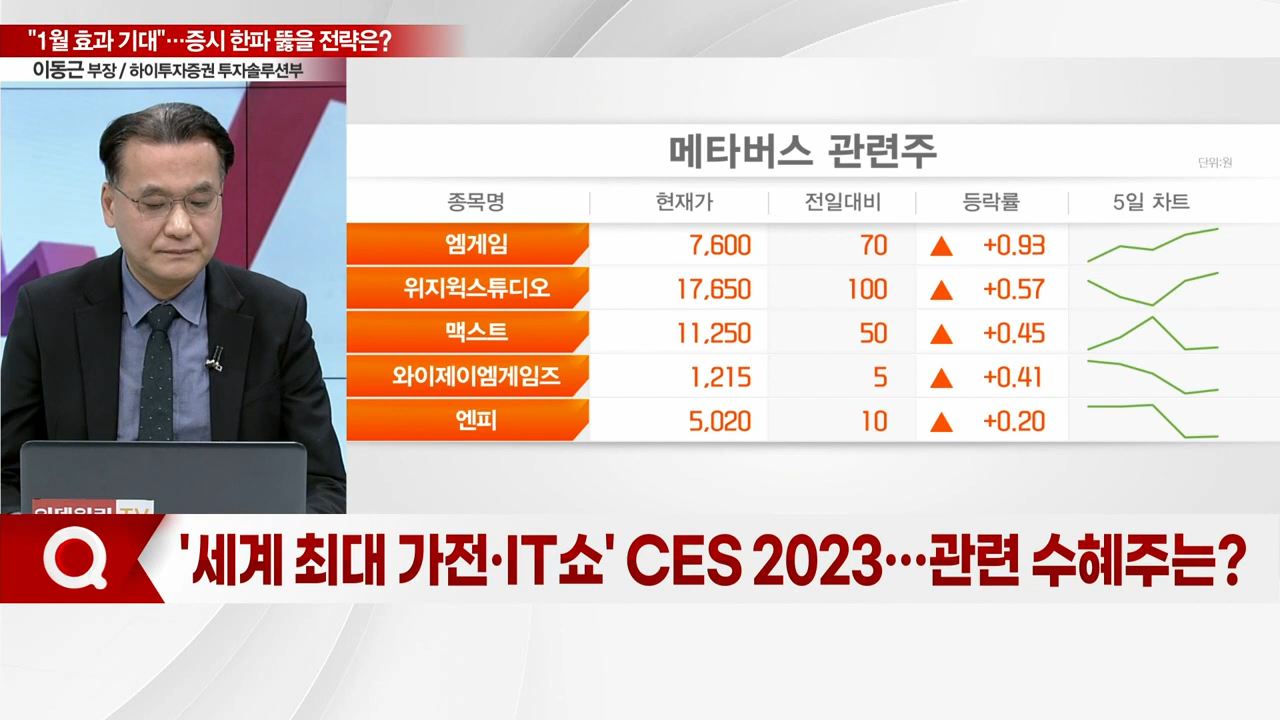 "1월 효과 기대"…증시 한파 뚫을 전략은?
이동근 부장 / 하이투자증권 투자솔루션부
메타버스 관련주
단위:원
종목명 현재가 전일대비 등락률 5일 차트
엠게임 7,600 70 ▲ +0.93
위지윅스튜디오 17,650 100 ▲ +0.57
맥스트 11,250 50 ▲ +0.45
와이제이엠게임즈 1,215 5 ▲ +0.41
엔피 5,020 10 ▲ +0.20
이데일리 TV
Q '세계 최대 가전·IT쇼' CES 2023…관련 수혜주는?